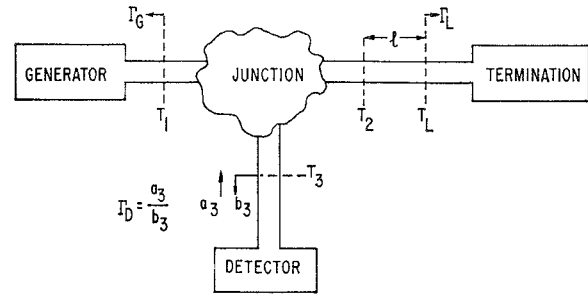 Γ_G
Γ_L
ℓ
GENERATOR
JUNCTION
TERMINATION
T_1
T_2
T_L
T_3
Γ_D = a_3 / b_3
a_3
b_3
DETECTOR